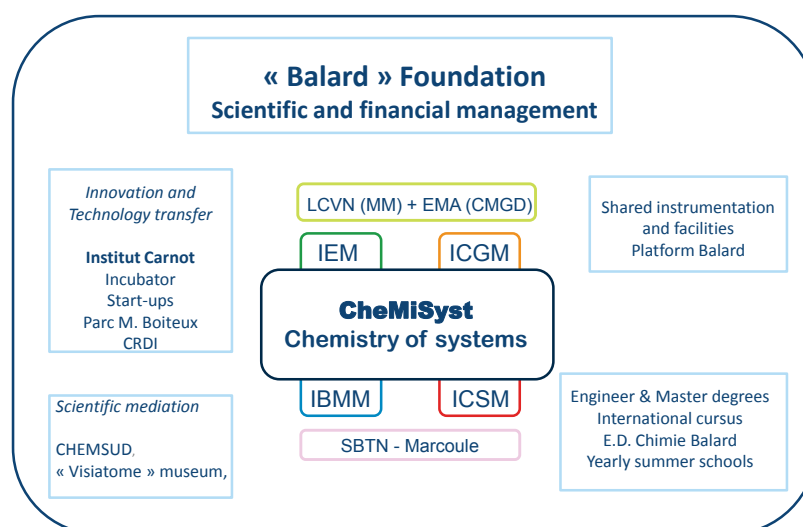 « Balard » Foundation
Scientific and financial management
Innovation and
Technology transfer
Institut Carnot
Incubator
Start-ups
Parc M. Boiteux
CRDI
LCVN (MM) + EMA (CMGD)
IEM
ICGM
CheMiSyst
Chemistry of systems
IBMM
ICSM
SBTN - Marcoule
Shared instrumentation
and facilities
Platform Balard
Scientific mediation
CHEMSUD,
« Visiatome » museum,
Engineer & Master degrees
International cursus
E.D. Chimie Balard
Yearly summer schools